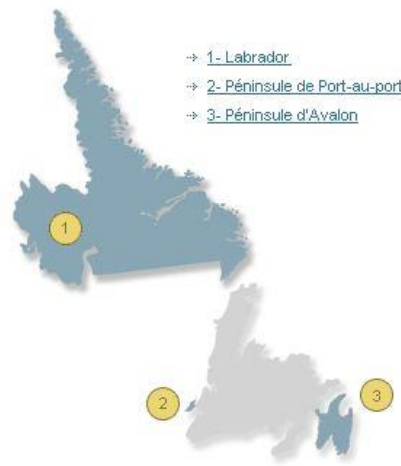 1- Labrador
2- Péninsule de Port-au-port
3- Péninsule d'Avalon
1
2
3